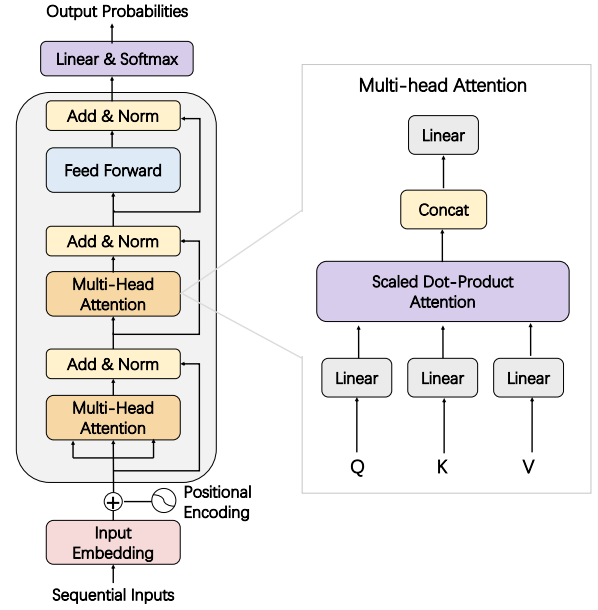 Output Probabilities
Linear & Softmax
Add & Norm
Feed Forward
Add & Norm
Multi-Head
Attention
Add & Norm
Multi-Head
Attention
Positional
Encoding
Input
Embedding
Sequential Inputs
Multi-head Attention
Linear
Concat
Scaled Dot-Product
Attention
Linear Linear Linear
Q K V